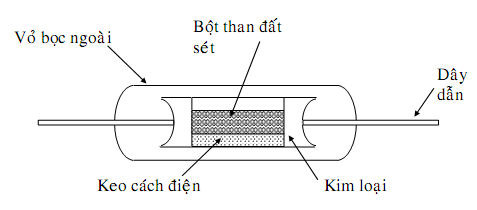 Bột than đất
sét
Vỏ bọc ngoài
Dây
dẫn
Keo cách điện
Kim loại